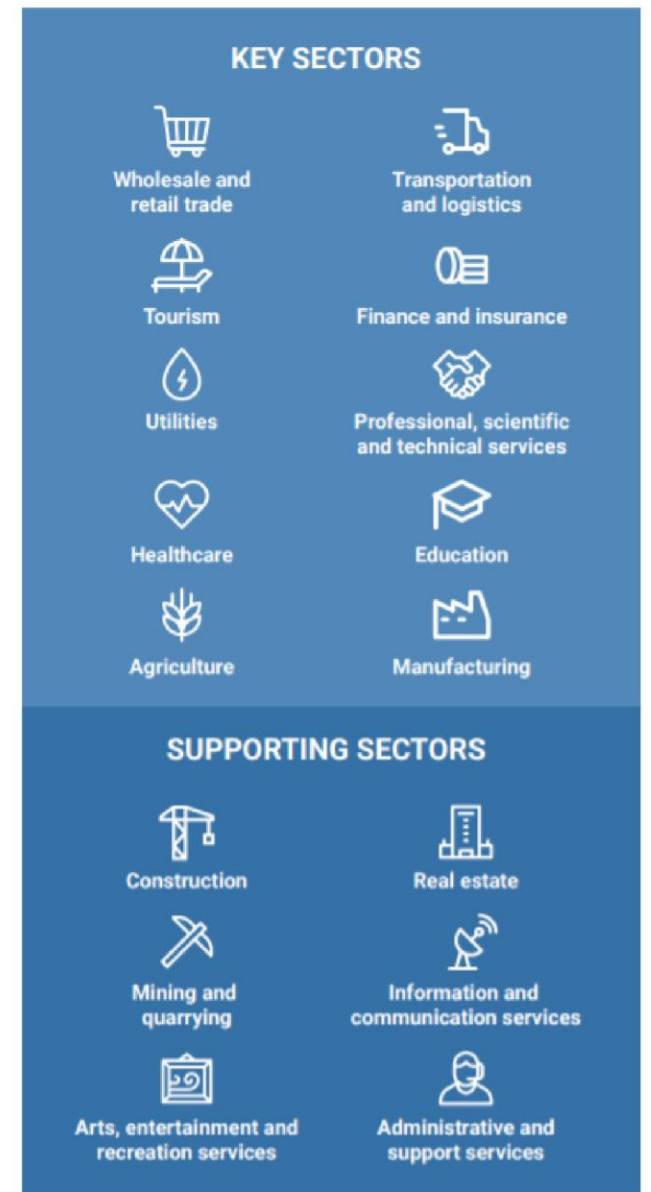 KEY SECTORS
Wholesale and
retail trade
Transportation
and logistics
Tourism
Finance and insurance
Utilities
Professional, scientific
and technical services
Healthcare
Education
Agriculture
Manufacturing
SUPPORTING SECTORS
Construction
Real estate
Mining and
quarrying
Information and
communication services
Arts, entertainment and
recreation services
Administrative and
support services